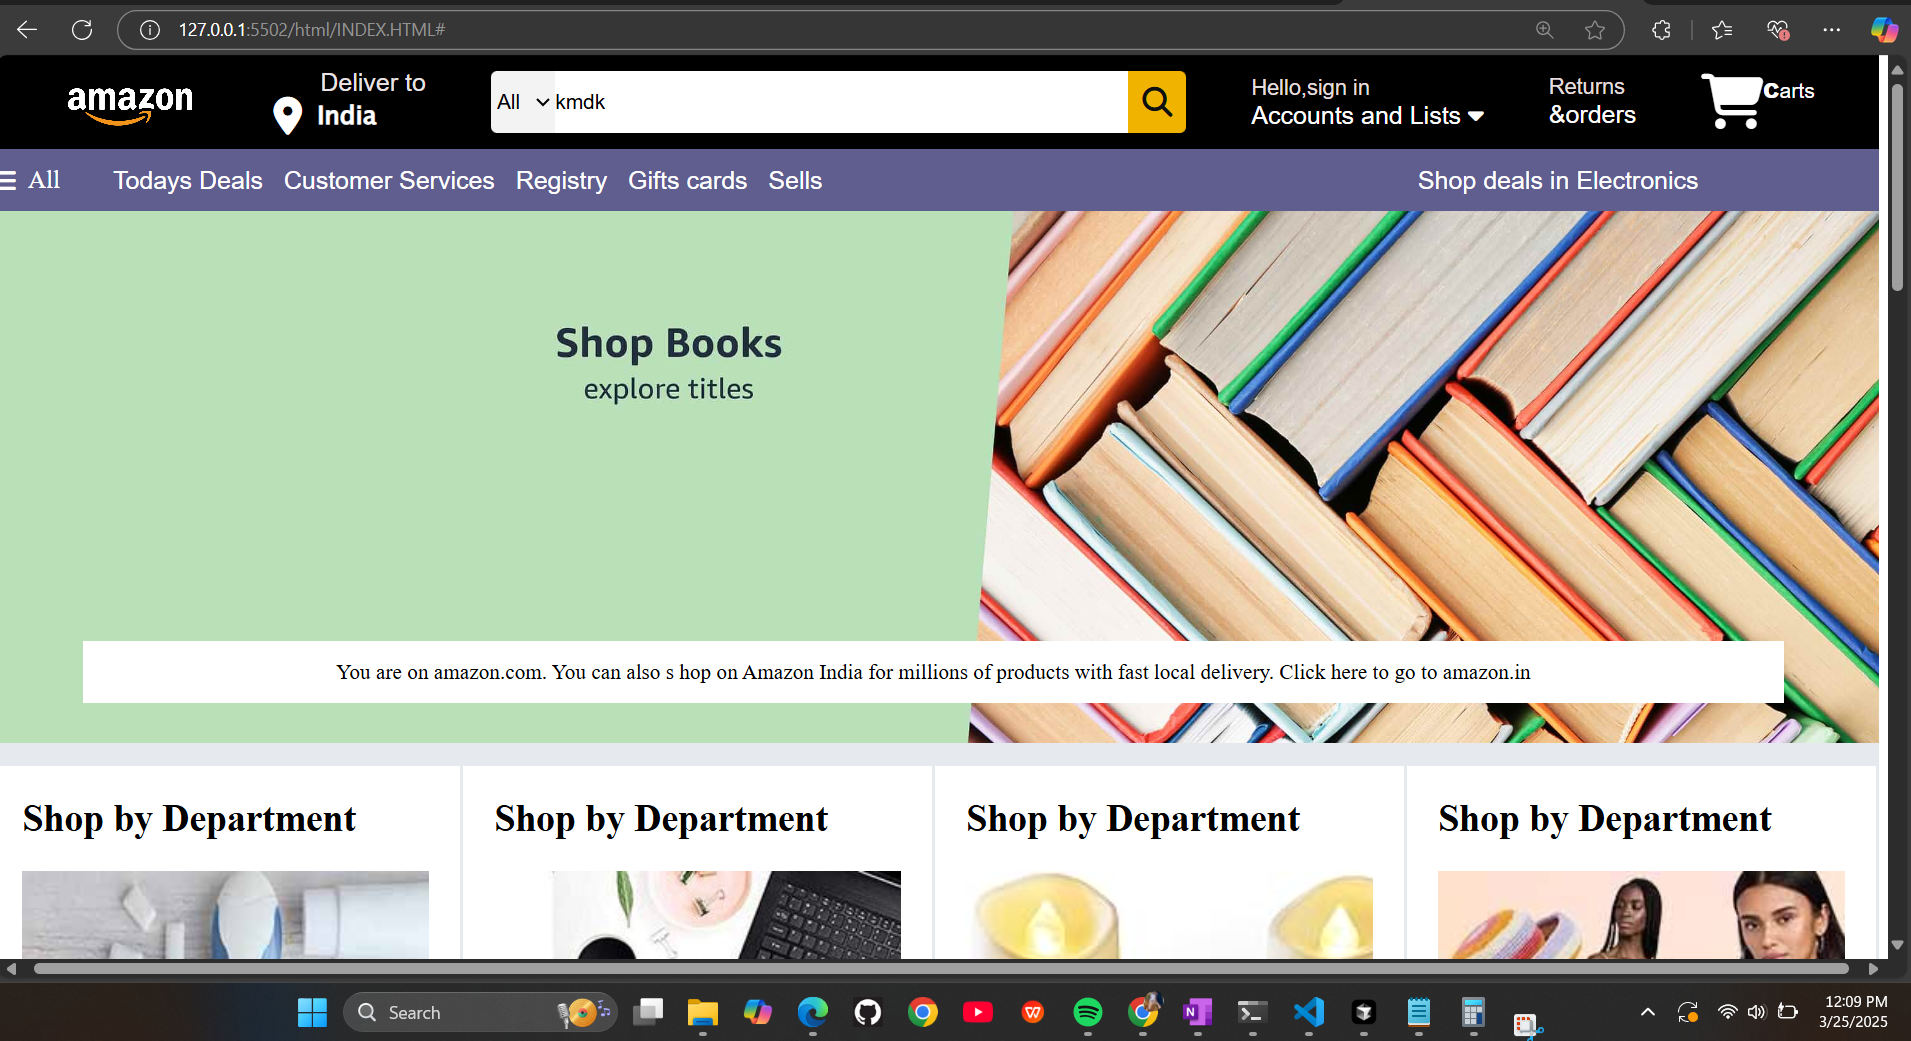 127.0.0.1:5502/html/INDEX.HTML#
amazon
Deliver to
India
All
kmdk
Hello,sign in
Accounts and Lists
Returns
&orders
Carts
All
Todays Deals
Customer Services
Registry
Gifts cards
Sells
Shop deals in Electronics
Shop Books
explore titles
You are on amazon.com. You can also s hop on Amazon India for millions of products with fast local delivery. Click here to go to amazon.in
Shop by Department
Shop by Department
Shop by Department
Shop by Department
Search
12:09 PM
3/25/2025